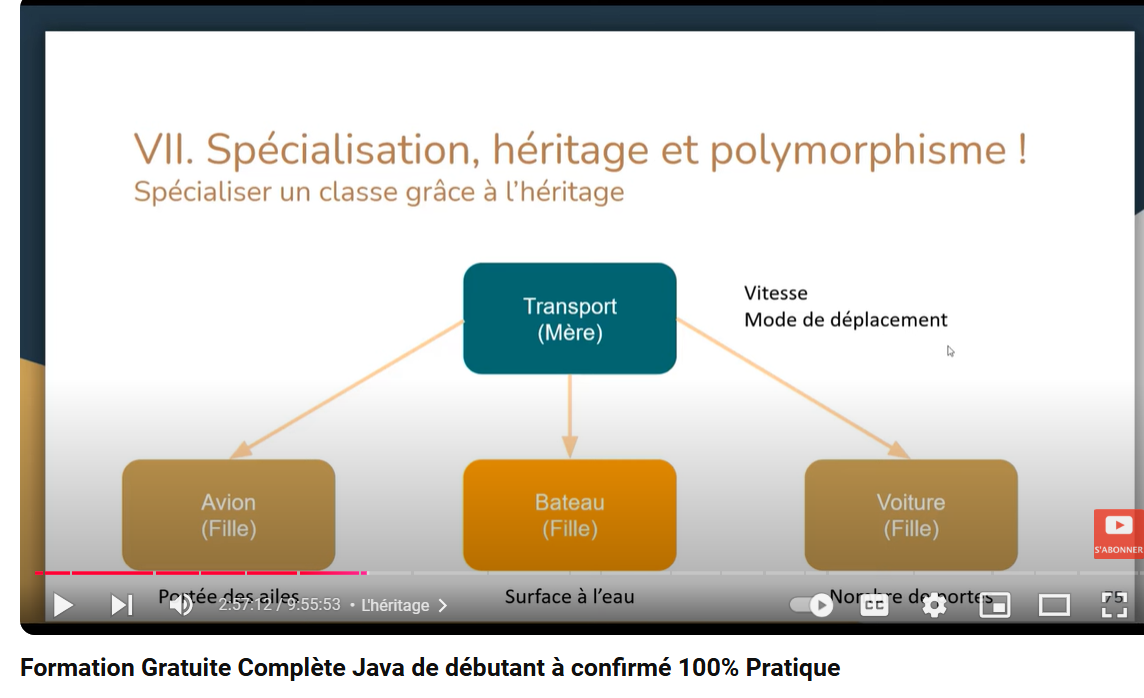 VII. Spécialisation, héritage et polymorphisme !
Spécialiser un classe grâce à l'héritage
Transport
(Mère)
Vitesse
Mode de déplacement
Avion
(Fille)
Bateau
(Fille)
Voiture
(Fille)
S'ABONNER
Portée des ailes
Surface à l'eau
Nombre de portes
75
2:57:12 / 9:55:53 • L'héritage
CC
Formation Gratuite Complète Java de débutant à confirmé 100% Pratique